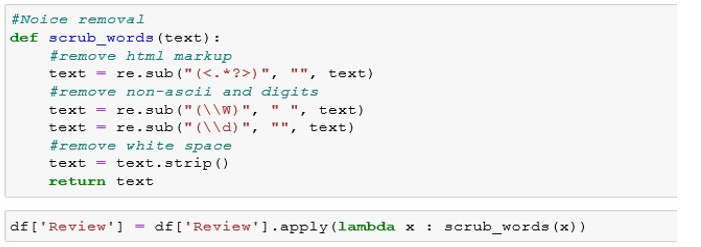 #Noice removal
def scrub_words(text):
    #remove html markup
    text = re.sub("(<.*?>)", "", text)
    #remove non-ascii and digits
    text = re.sub("(\\W)", " ", text)
    text = re.sub("(\\d)", "", text)
    #remove white space
    text = text.strip()
    return text
df['Review'] = df['Review'].apply(lambda x : scrub_words(x))